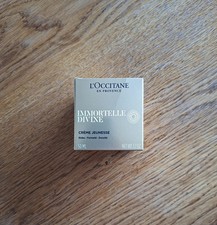 L'OCCITANE
EN PROVENCE
IMMORTELLE
DIVINE
CRÈME JEUNESSE